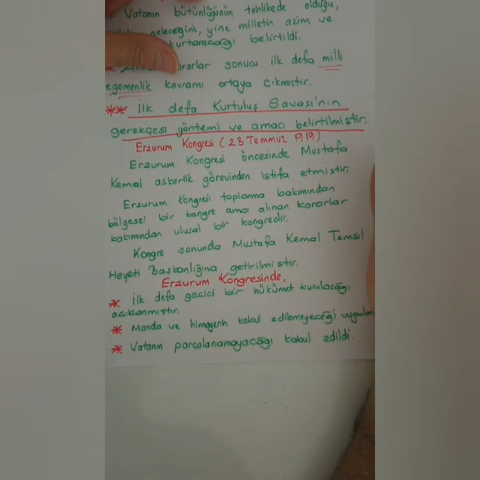 Vatanın bütünlüğünün tehlikede olduğu,
geleceğini, yine milletin azim ve
kurtaracağı belirtildi.
kararlar sonucu ilk defa milli
egemenlik kavramı ortaya çıkmıştır.
** İlk defa Kurtuluş Savaşı'nın
gerekçesi yöntemi ve amacı belirtilmiştir.
Erzurum Kongresi (23 Temmuz 1919)
Erzurum Kongresi öncesinde Mustafa
Kemal askerlik görevinden istifa etmiştir.
Erzurum Kongresi toplanma bakımından
bölgesel bir kongre ama alınan kararlar
bakımından ulusal bir kongredir.
Kongre sonunda Mustafa Kemal Temsil
Heyeti Başkanlığına getirilmiştir.
Erzurum Kongresinde,
* İlk defa geçici bir hükümet kurulacağı
açıklanmıştır.
* Manda ve himayenin kabul edilemeyeceği
* Vatanın parçalanamayacağı kabul edildi.